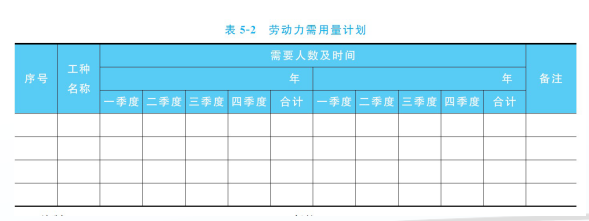 表 5-2 劳动力需用量计划
序号 工种名称 需要人数及时间 备注
年 年
一季度 二季度 三季度 四季度 合计 一季度 二季度 三季度 四季度 合计